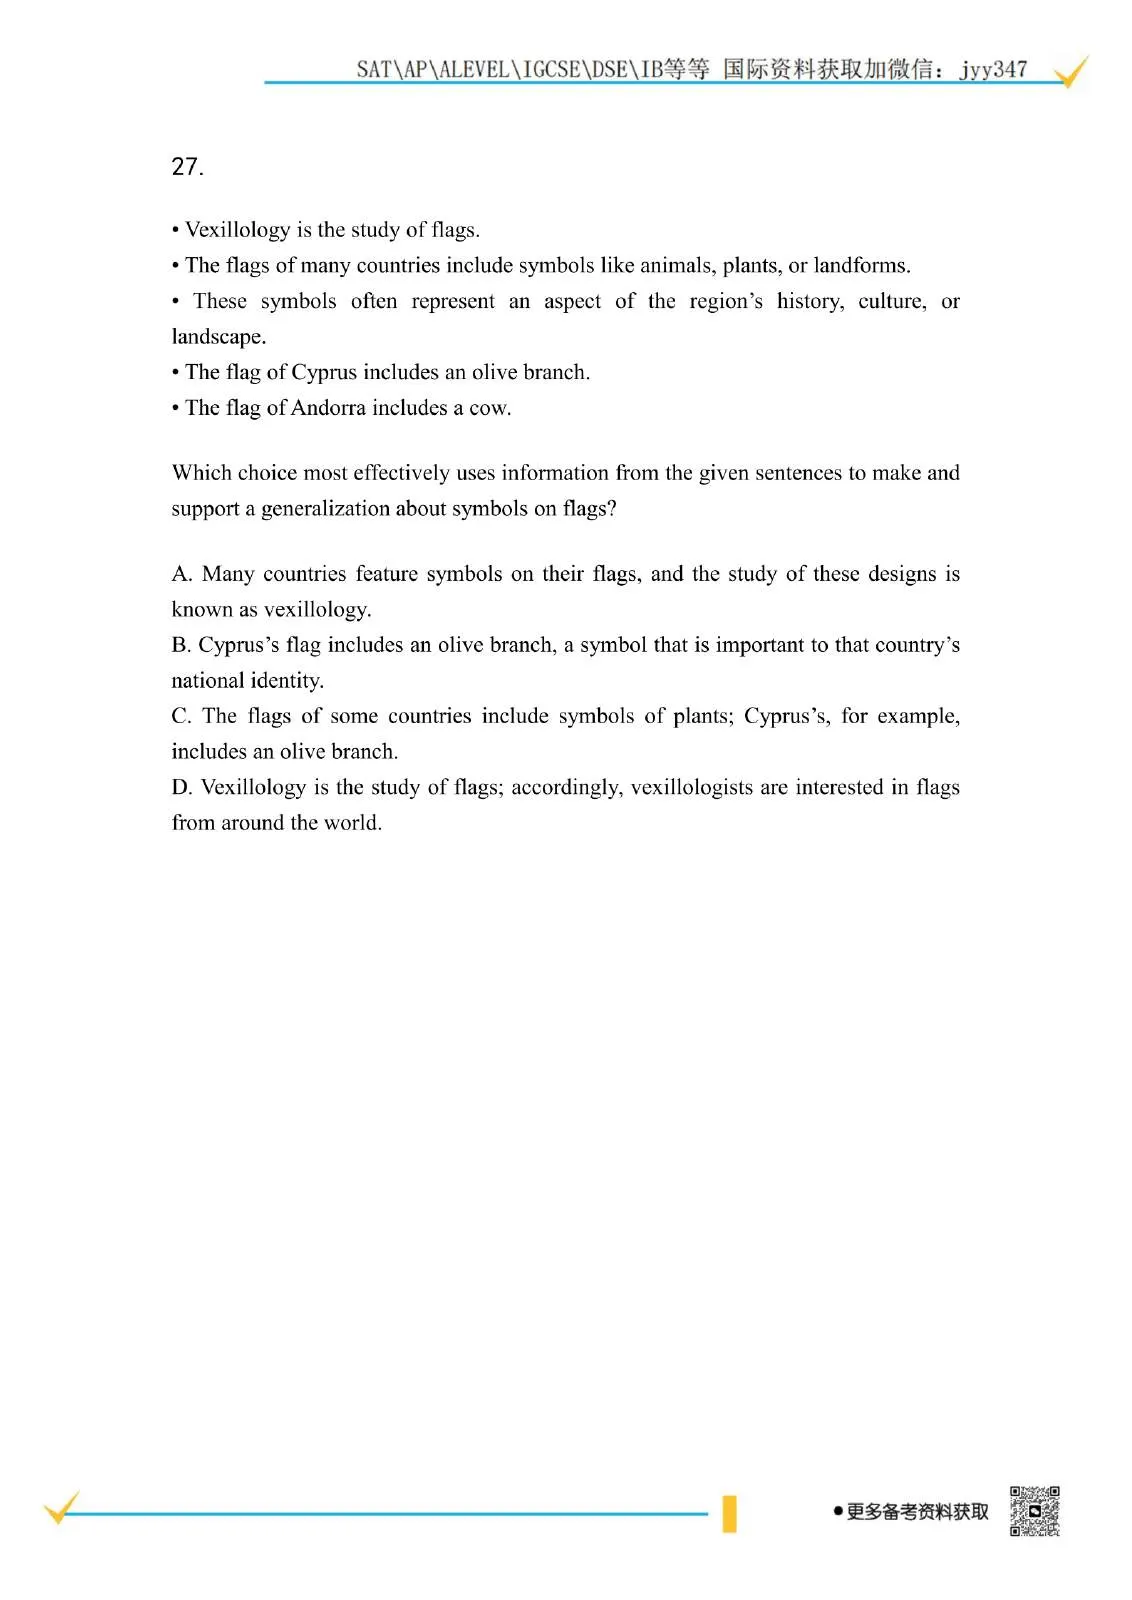 SAT\AP\ALEVEL\IGCSE\DSE\IB等等 国际资料获取加微信：jyy347
27.
• Vexillology is the study of flags.
• The flags of many countries include symbols like animals, plants, or landforms.
• These symbols often represent an aspect of the region’s history, culture, or
landscape.
• The flag of Cyprus includes an olive branch.
• The flag of Andorra includes a cow.
Which choice most effectively uses information from the given sentences to make and
support a generalization about symbols on flags?
A. Many countries feature symbols on their flags, and the study of these designs is
known as vexillology.
B. Cyprus’s flag includes an olive branch, a symbol that is important to that country’s
national identity.
C. The flags of some countries include symbols of plants; Cyprus’s, for example,
includes an olive branch.
D. Vexillology is the study of flags; accordingly, vexillologists are interested in flags
from around the world.
•更多备考资料获取